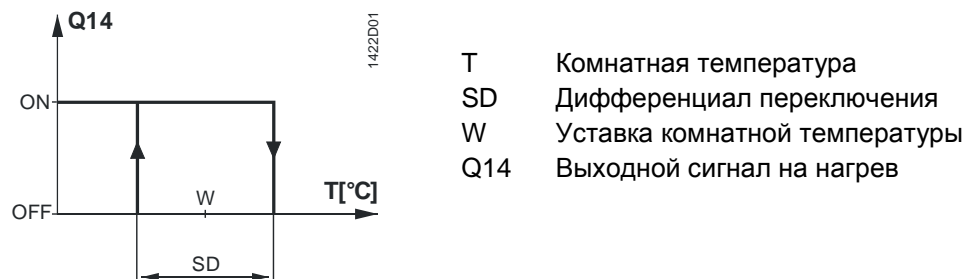 Q14
1422D01
ON
OFF
W
T[°C]
SD
T Комнатная температура
SD Дифференциал переключения
W Уставка комнатной температуры
Q14 Выходной сигнал на нагрев